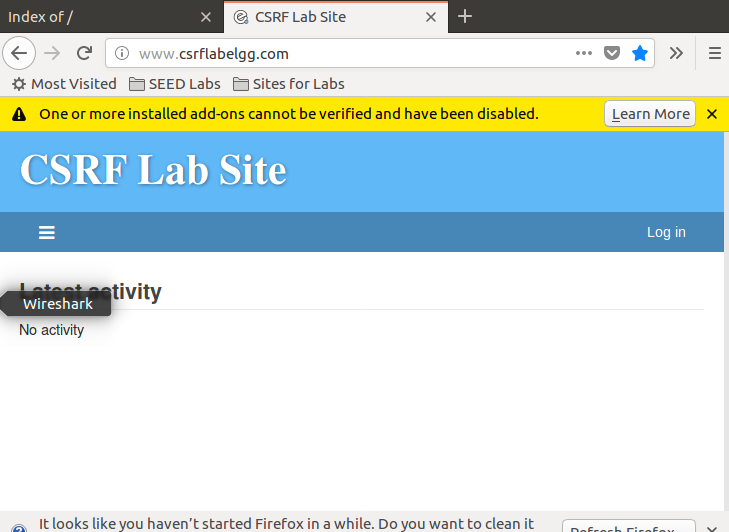 Index of /
CSRF Lab Site
www.csrflabelgg.com
Most Visited SEED Labs Sites for Labs
One or more installed add-ons cannot be verified and have been disabled. Learn More
CSRF Lab Site
Log in
Latest activity
Wireshark
No activity
It looks like you haven't started Firefox in a while. Do you want to clean it
Refresh Firefox